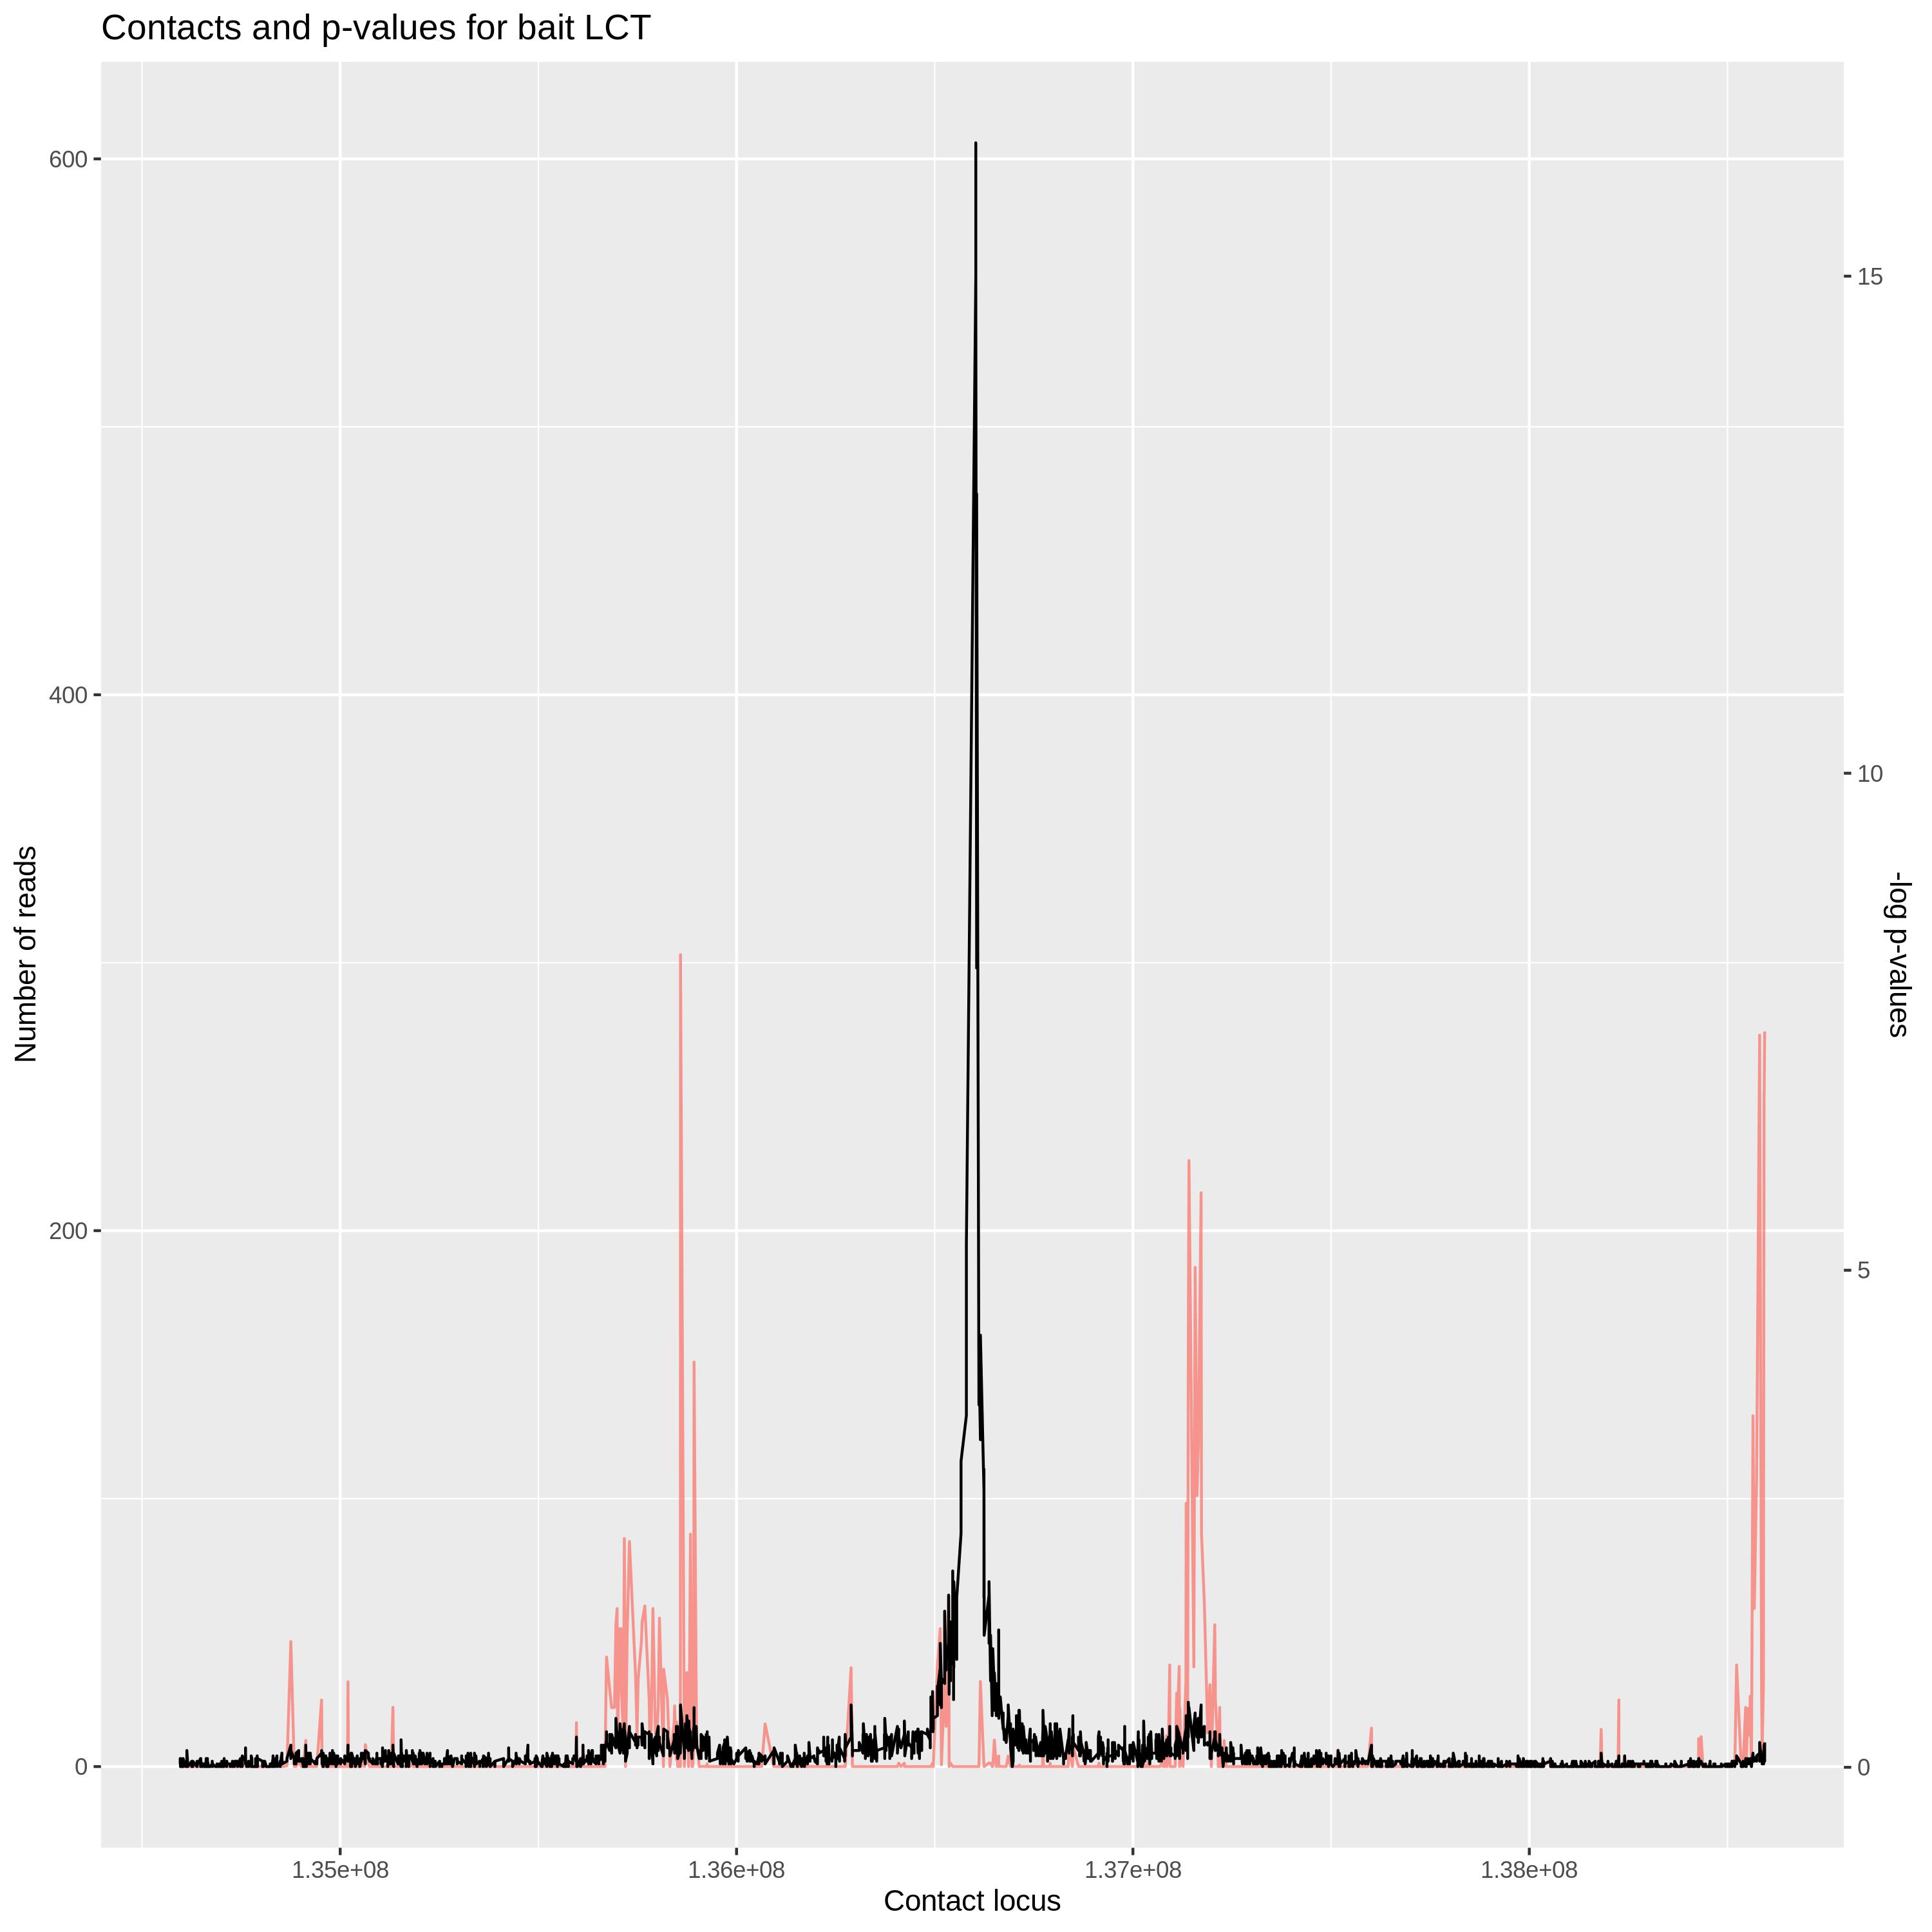 Contacts and p-values for bait LCT
600
400
200
0
Number of reads
15
10
5
0
-log p-values
1.35e+08
1.36e+08
1.37e+08
1.38e+08
Contact locus